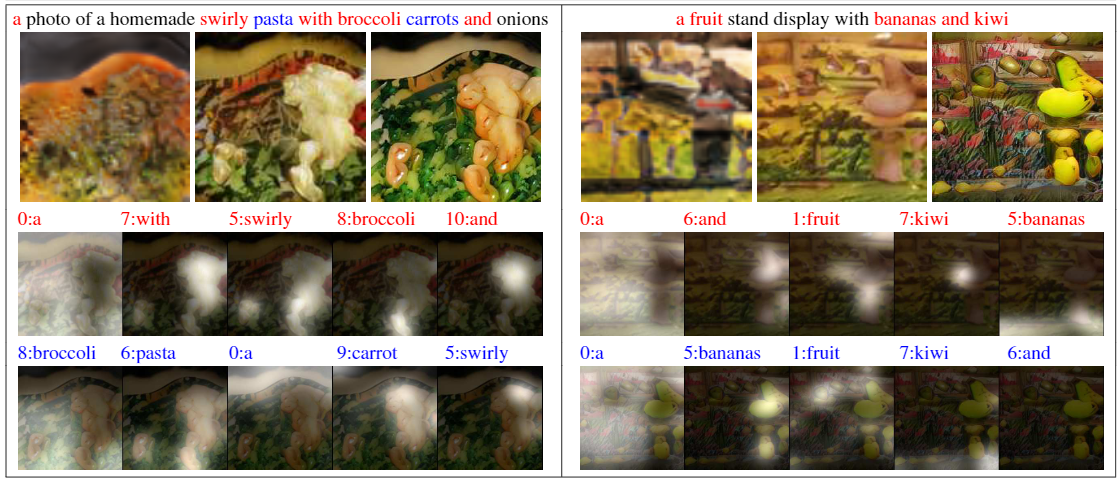 a photo of a homemade swirly pasta with broccoli carrots and onions
0:a 7:with 5:swirly 8:broccoli 10:and
8:broccoli 6:pasta 0:a 9:carrot 5:swirly
a fruit stand display with bananas and kiwi
0:a 6:and 1:fruit 7:kiwi 5:bananas
0:a 5:bananas 1:fruit 7:kiwi 6:and